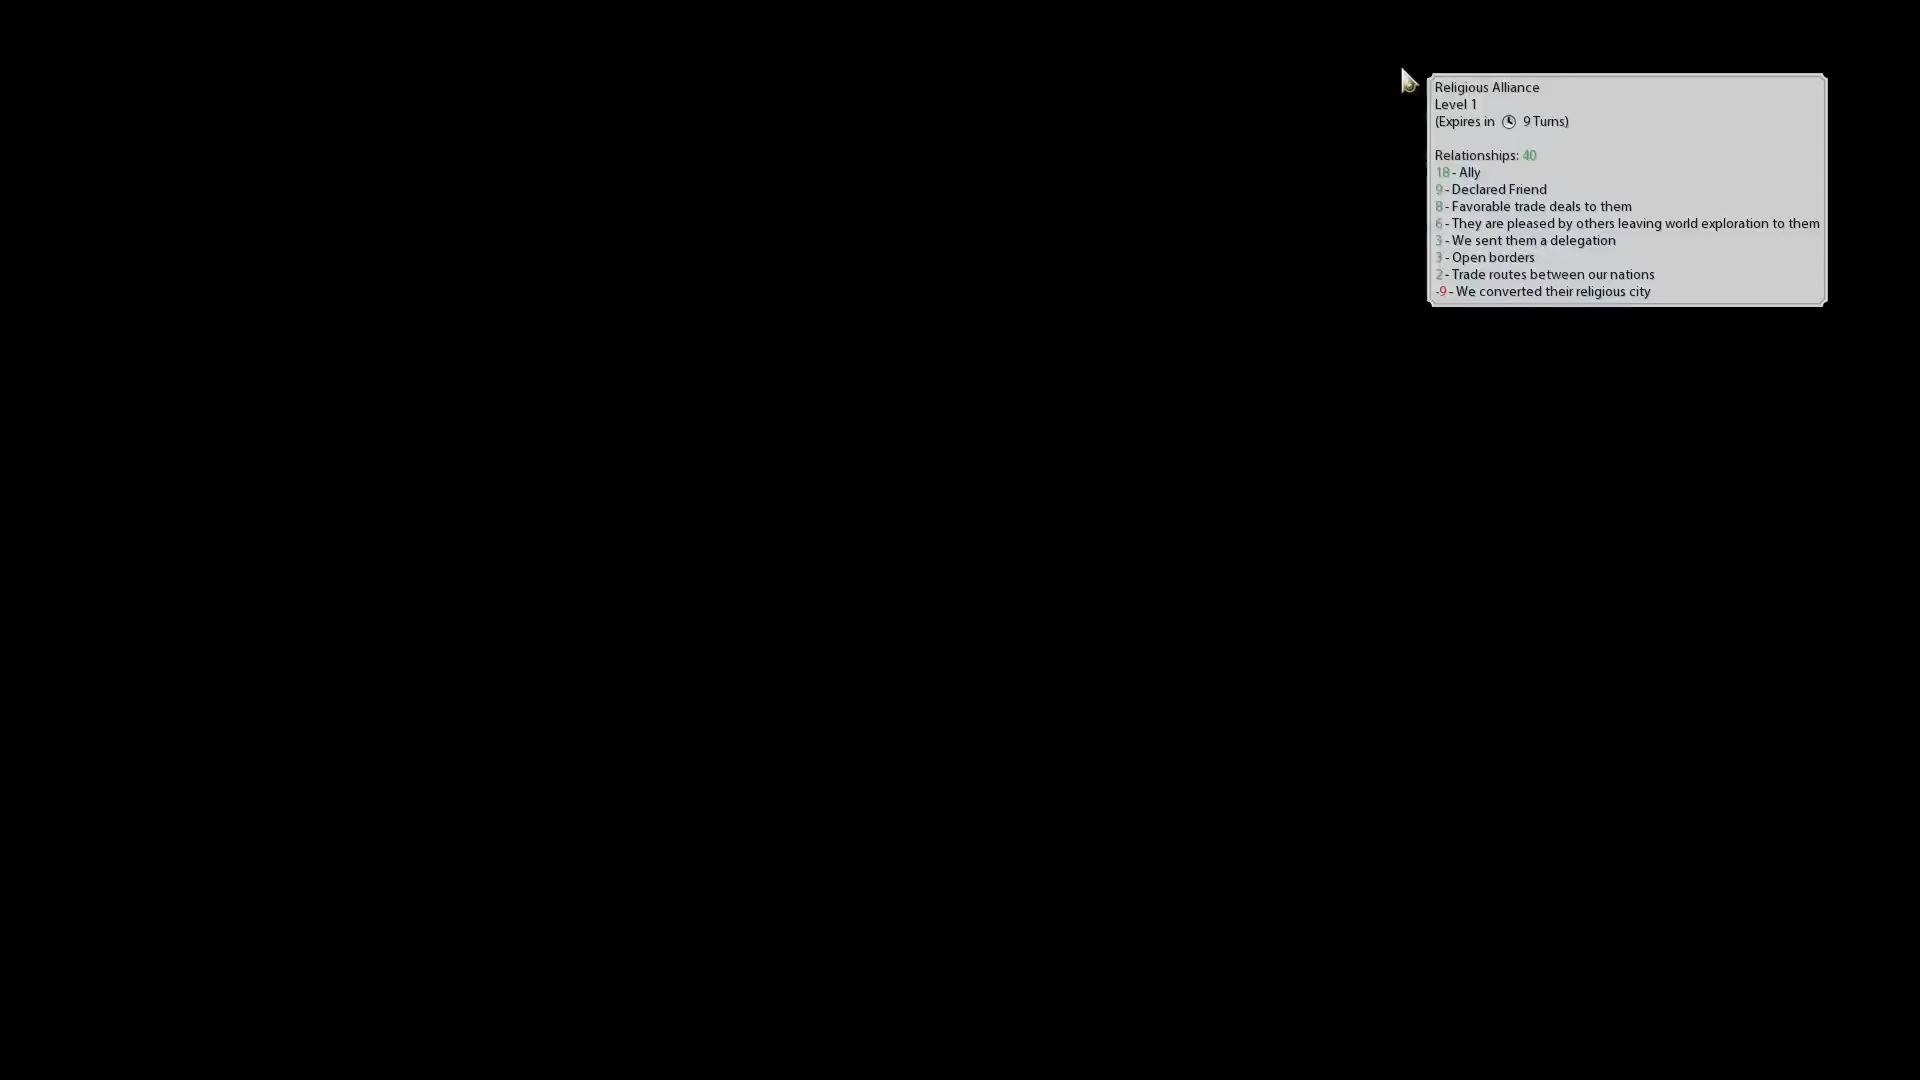 Religious Alliance
Level 1
(Expires in 9 Turns)
Relationships: 40
18 - Ally
9 - Declared Friend
8 - Favorable trade deals to them
6 - They are pleased by others leaving world exploration to them
3 - We sent them a delegation
3 - Open borders
2 - Trade routes between our nations
-9 - We converted their religious city